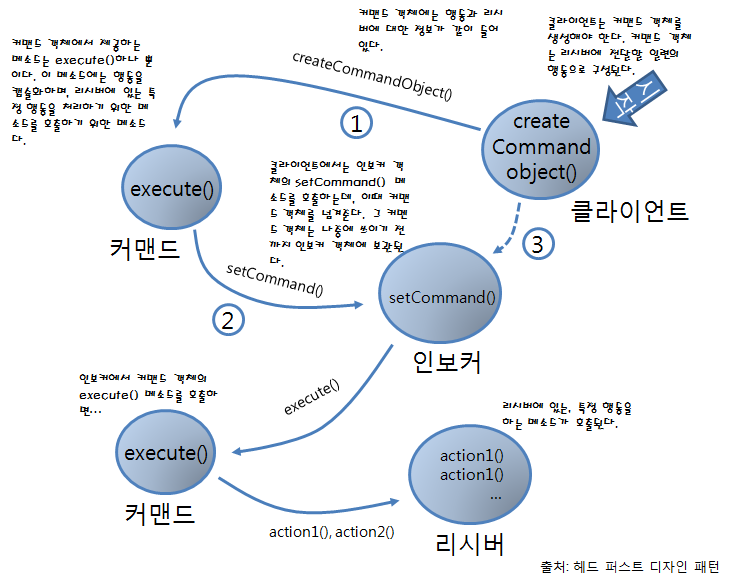 커맨드 객체에는 행동과 리시
버에 대한 정보가 같이 들어
있다.
클라이언트는 커맨드 객체를
생성해야 한다. 커맨드 객체
는 리시버에 전달할 일련의
행동으로 구성된다.
커맨드 객체에서 제공하는
메소드는 execute()하나 뿐
이다. 이 메소드에는 행동을
캡슐화하며, 리시버에 있는 특
정 행동을 처리하기 위한 메
소드를 호출하기 위한 메소드
다.
createCommandObject()
시작
1
create
Command
object()
클라이언트
execute()
커맨드
클라이언트에서는 인보커 객
체의 setCommand() 메
소드를 호출하는데, 이때 커맨
드 객체를 넘겨준다. 그 커맨
드 객체는 나중에 쓰이기 전
까지 인보커 객체에 보관된
다.
3
setCommand()
2
setCommand()
인보커
인보커에서 커맨드 객체의
execute() 메소드를 호출하
면...
execute()
리시버에 있는, 특정 행동을
하는 메소드가 호출된다.
execute()
커맨드
action1()
action1()
...
리시버
action1(), action2()
출처: 헤드 퍼스트 디자인 패턴